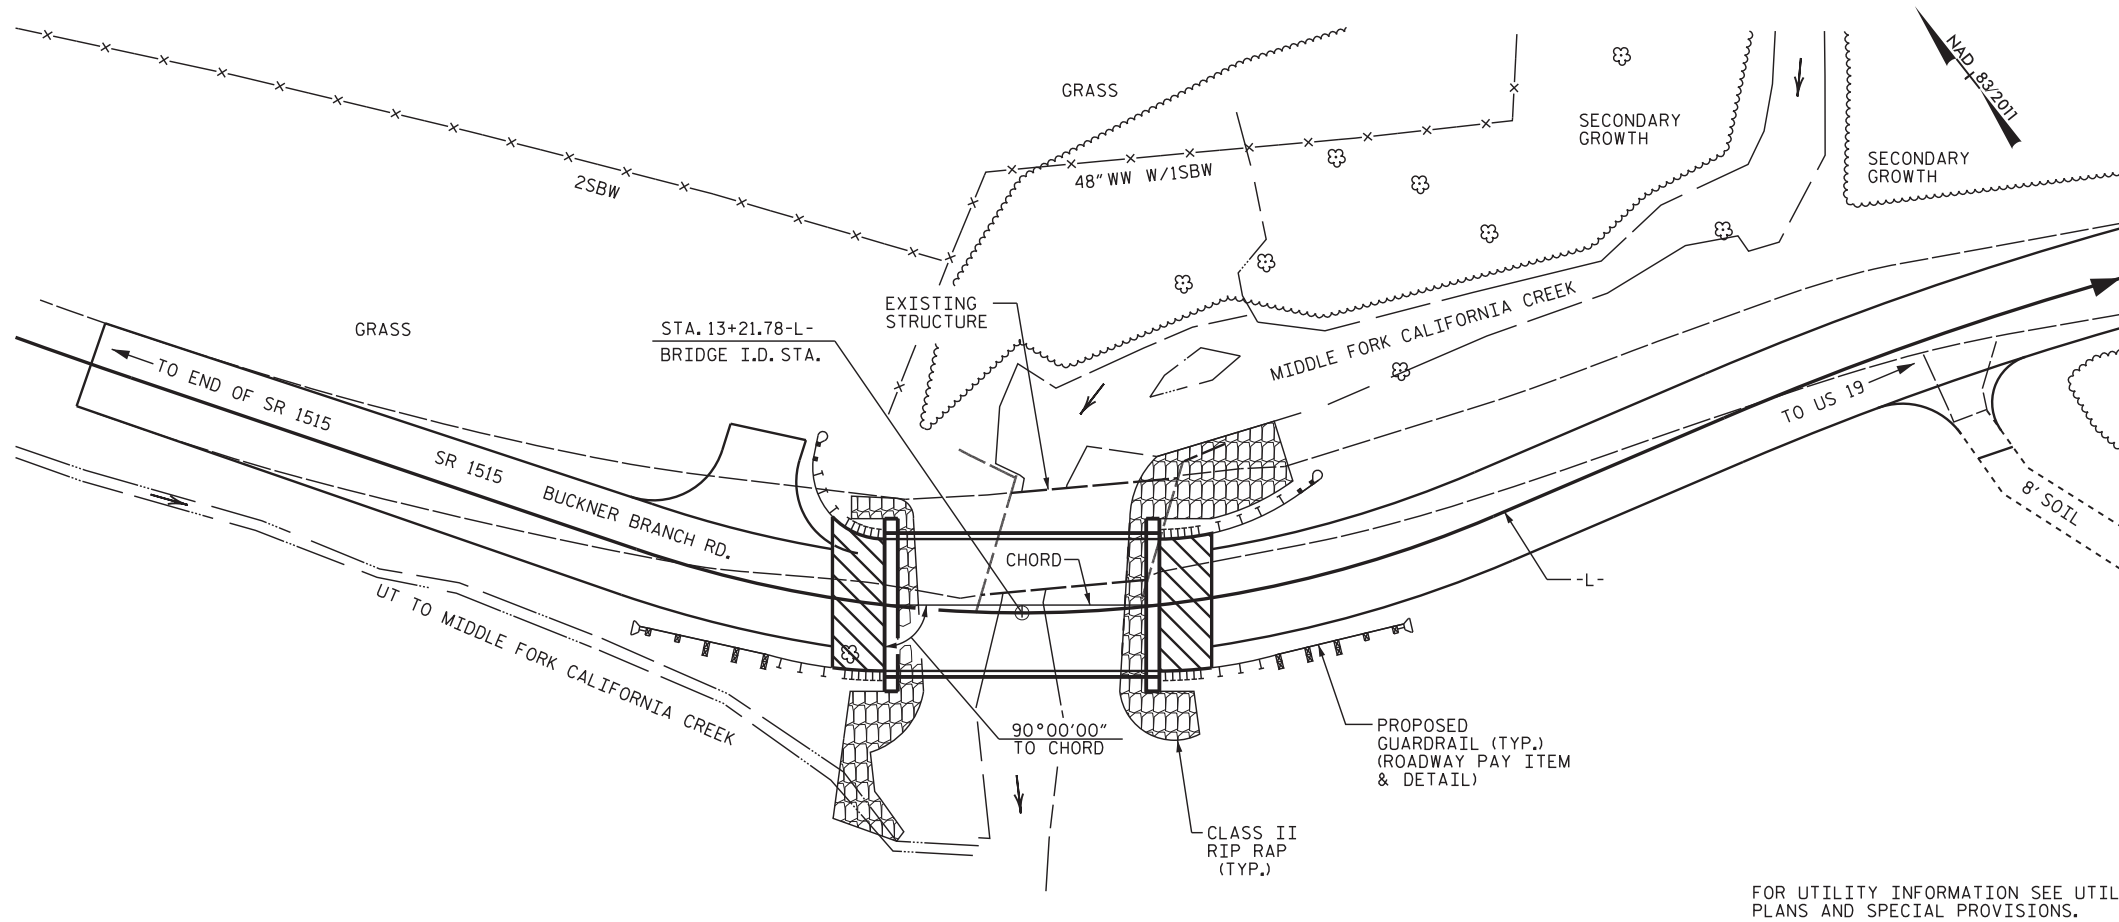 NAD 83/2011
GRASS
SECONDARY
GROWTH
SECONDARY
GROWTH
48" WW W/1SBW
2SBW
EXISTING
STRUCTURE
STA. 13+21.78-L-
BRIDGE I.D. STA.
GRASS
MIDDLE FORK CALIFORNIA CREEK
TO END OF SR 1515
TO US 19
SR 1515 BUCKNER BRANCH RD.
8' SOIL
CHORD
-L-
UT TO MIDDLE FORK CALIFORNIA CREEK
90°00'00"
TO CHORD
PROPOSED
GUARDRAIL (TYP.)
(ROADWAY PAY ITEM
& DETAIL)
CLASS II
RIP RAP
(TYP.)
FOR UTILITY INFORMATION SEE UTIL
PLANS AND SPECIAL PROVISIONS.